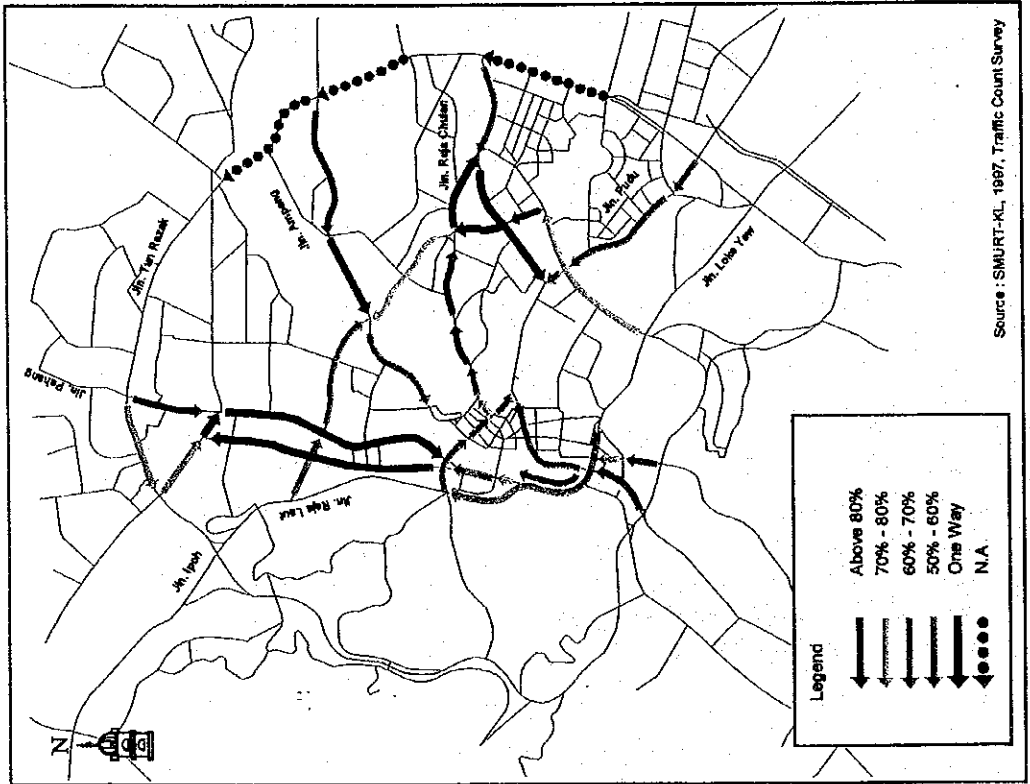 N
Jln. Pahang
Jln. Tun Razak
Jln. Ipoh
Jln. Raja Laut
Jln. Ampang
Jln. Raja Chulan
Jln. Pudu
Jln. Loke Yew
Legend
Above 80%
70% - 80%
60% - 70%
50% - 60%
One Way
N.A
Source : SMURT-KL, 1997, Traffic Count Survey